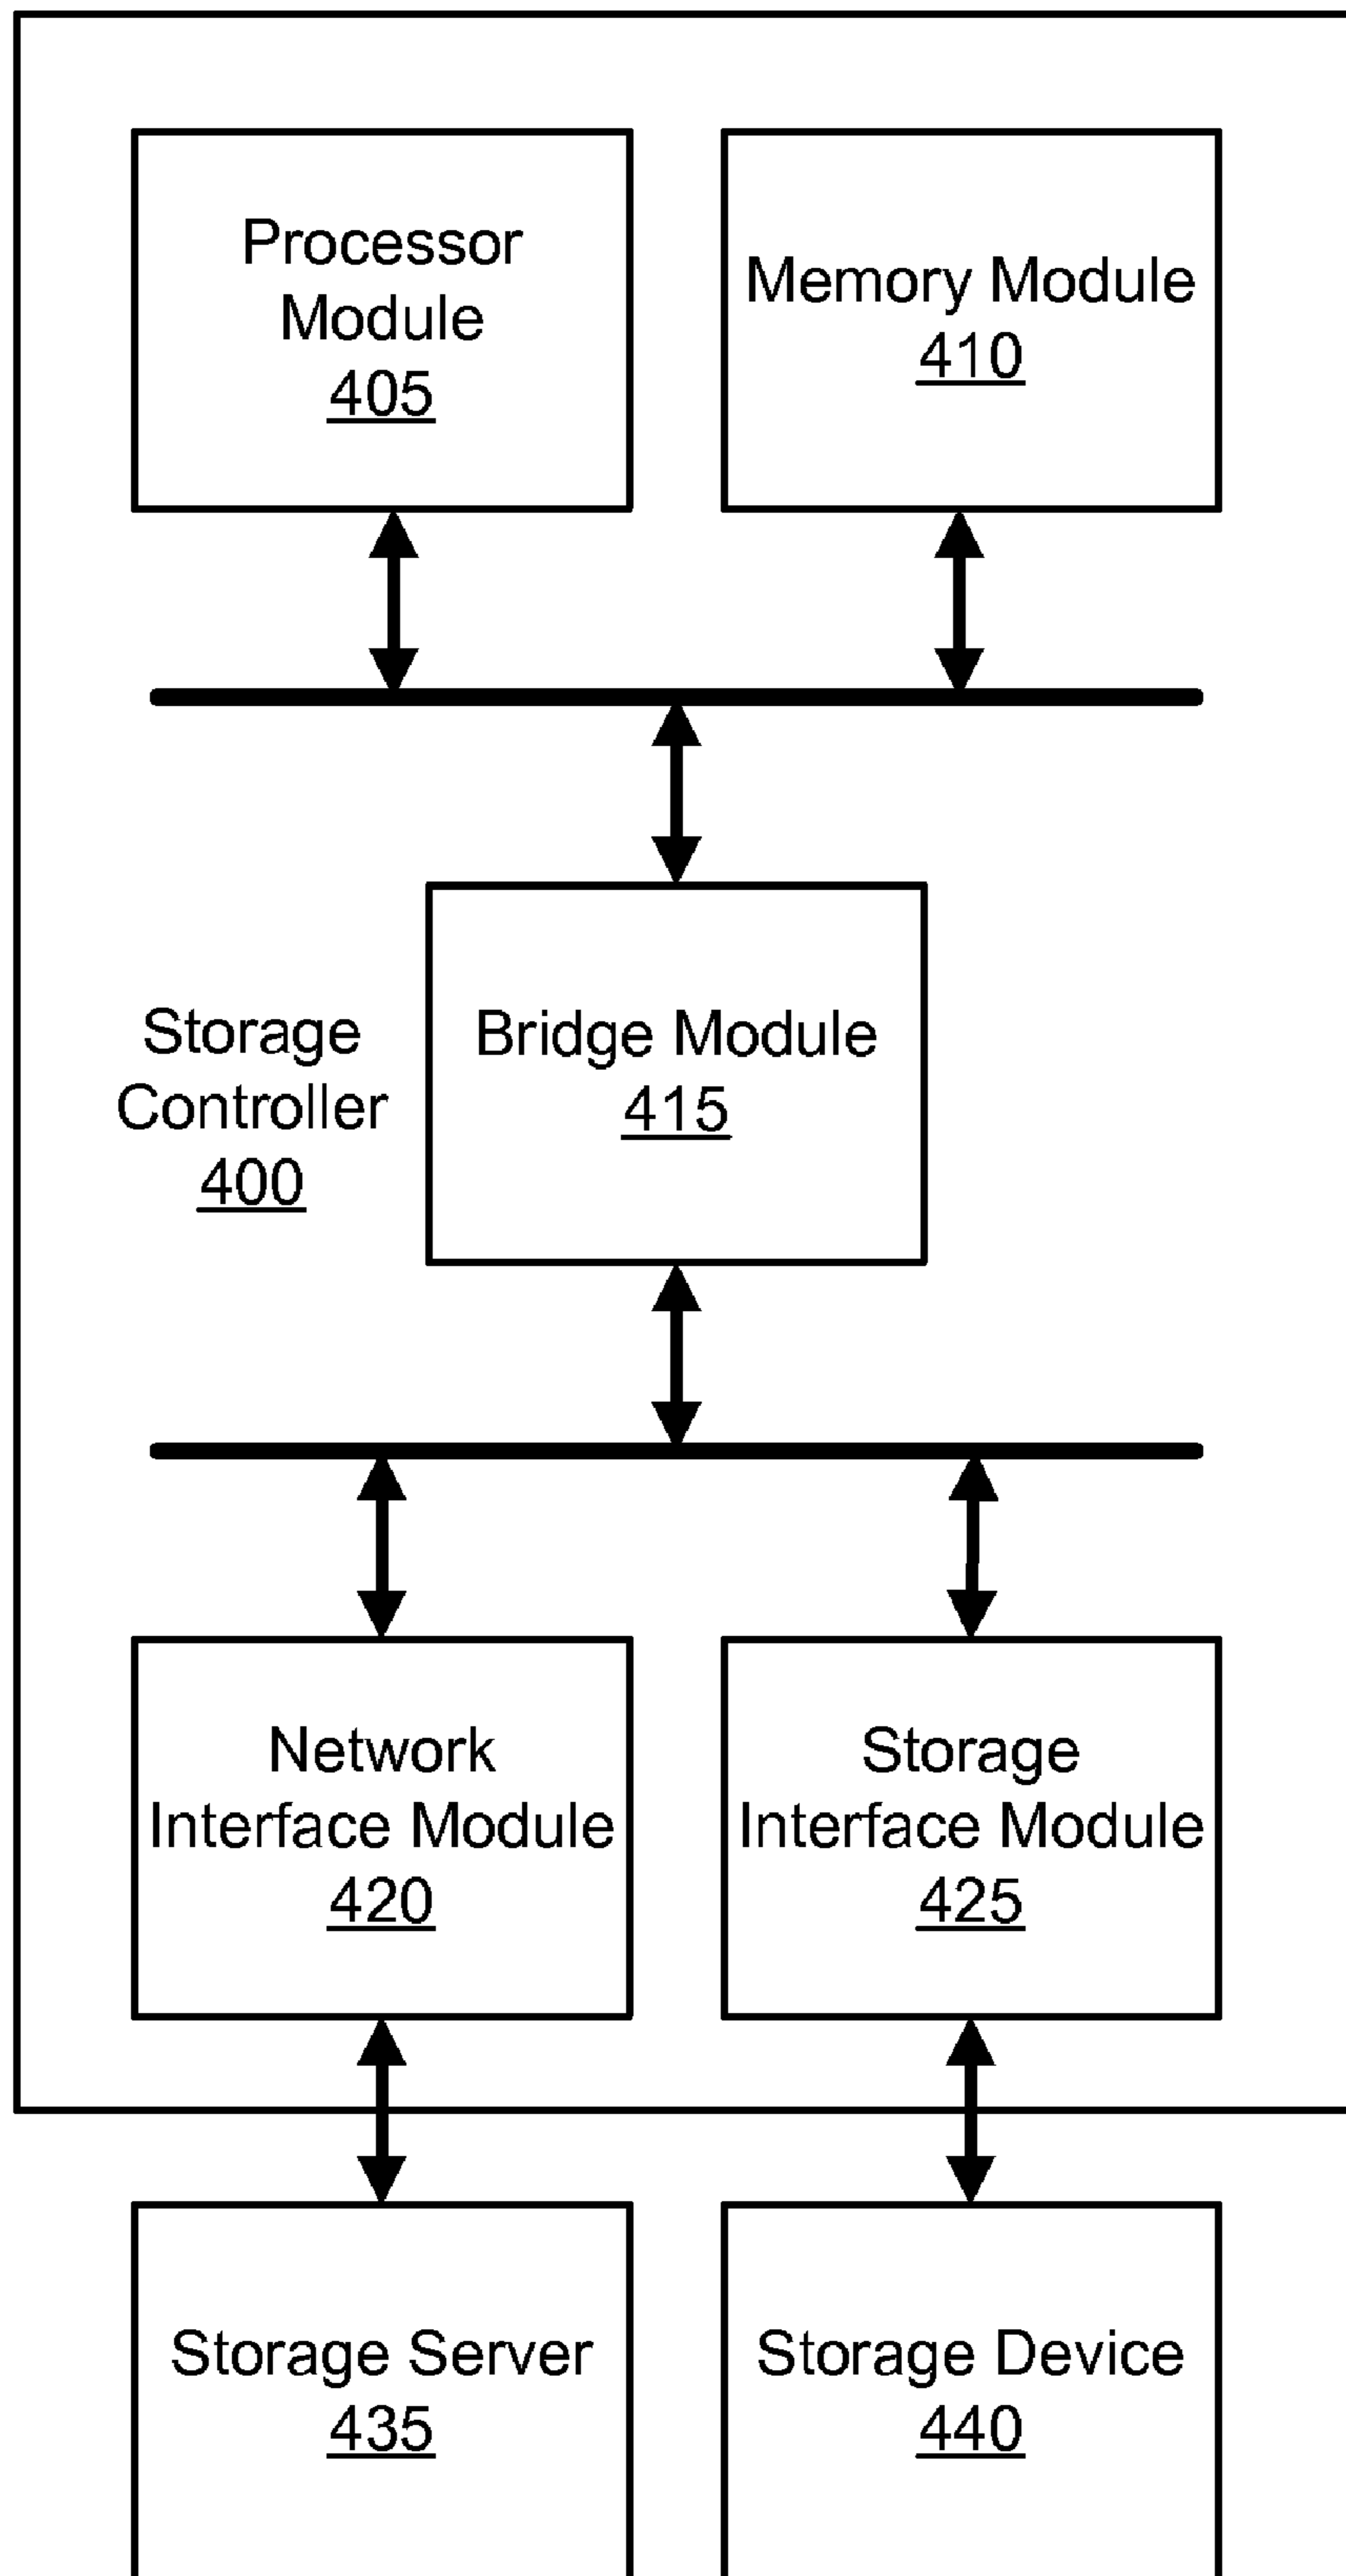 Processor
Module
405
Memory Module
410
Storage
Controller
400
Bridge Module
415
Network
Interface Module
420
Storage
Interface Module
425
Storage Server
435
Storage Device
440